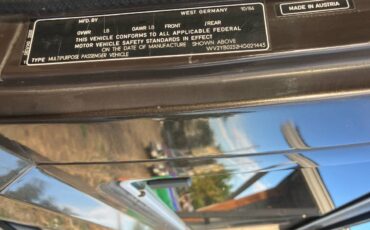 WEST GERMANY 10/86
MADE IN AUSTRIA
MFD. BY
GVWR LB GAWR LB FRONT /REAR
THIS VEHICLE CONFORMS TO ALL APPLICABLE FEDERAL
MOTOR VEHICLE SAFETY STANDARDS IN EFFECT
ON THE DATE OF MANUFACTURE SHOWN ABOVE
TYPE MULTIPURPOSE PASSENGER VEHICLE